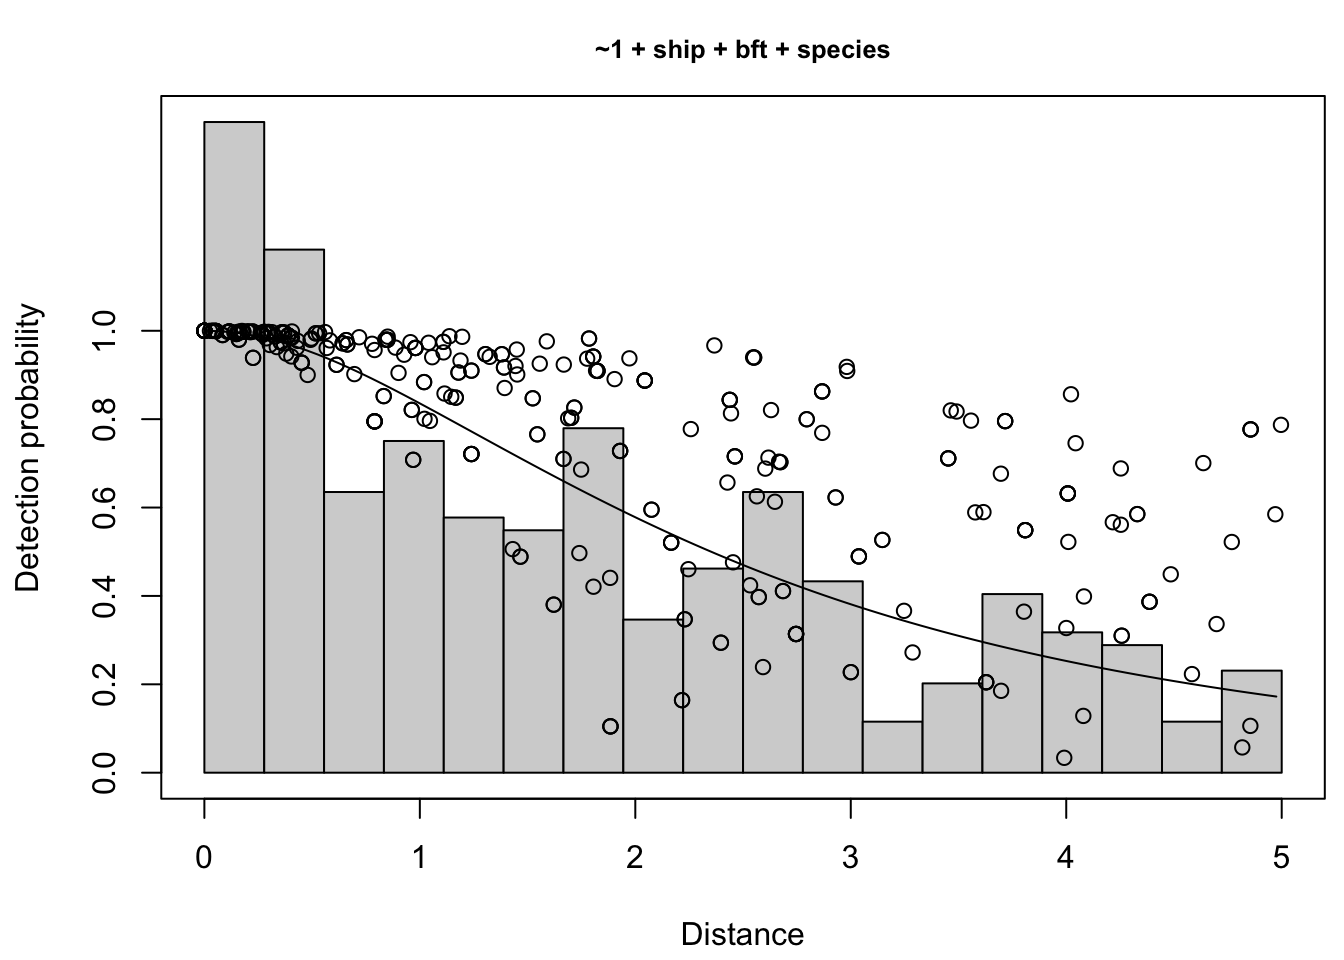 ~1 + ship + bft + species
Detection probability
1.0
0.8
0.6
0.4
0.2
0.0
0 1 2 3 4 5
Distance